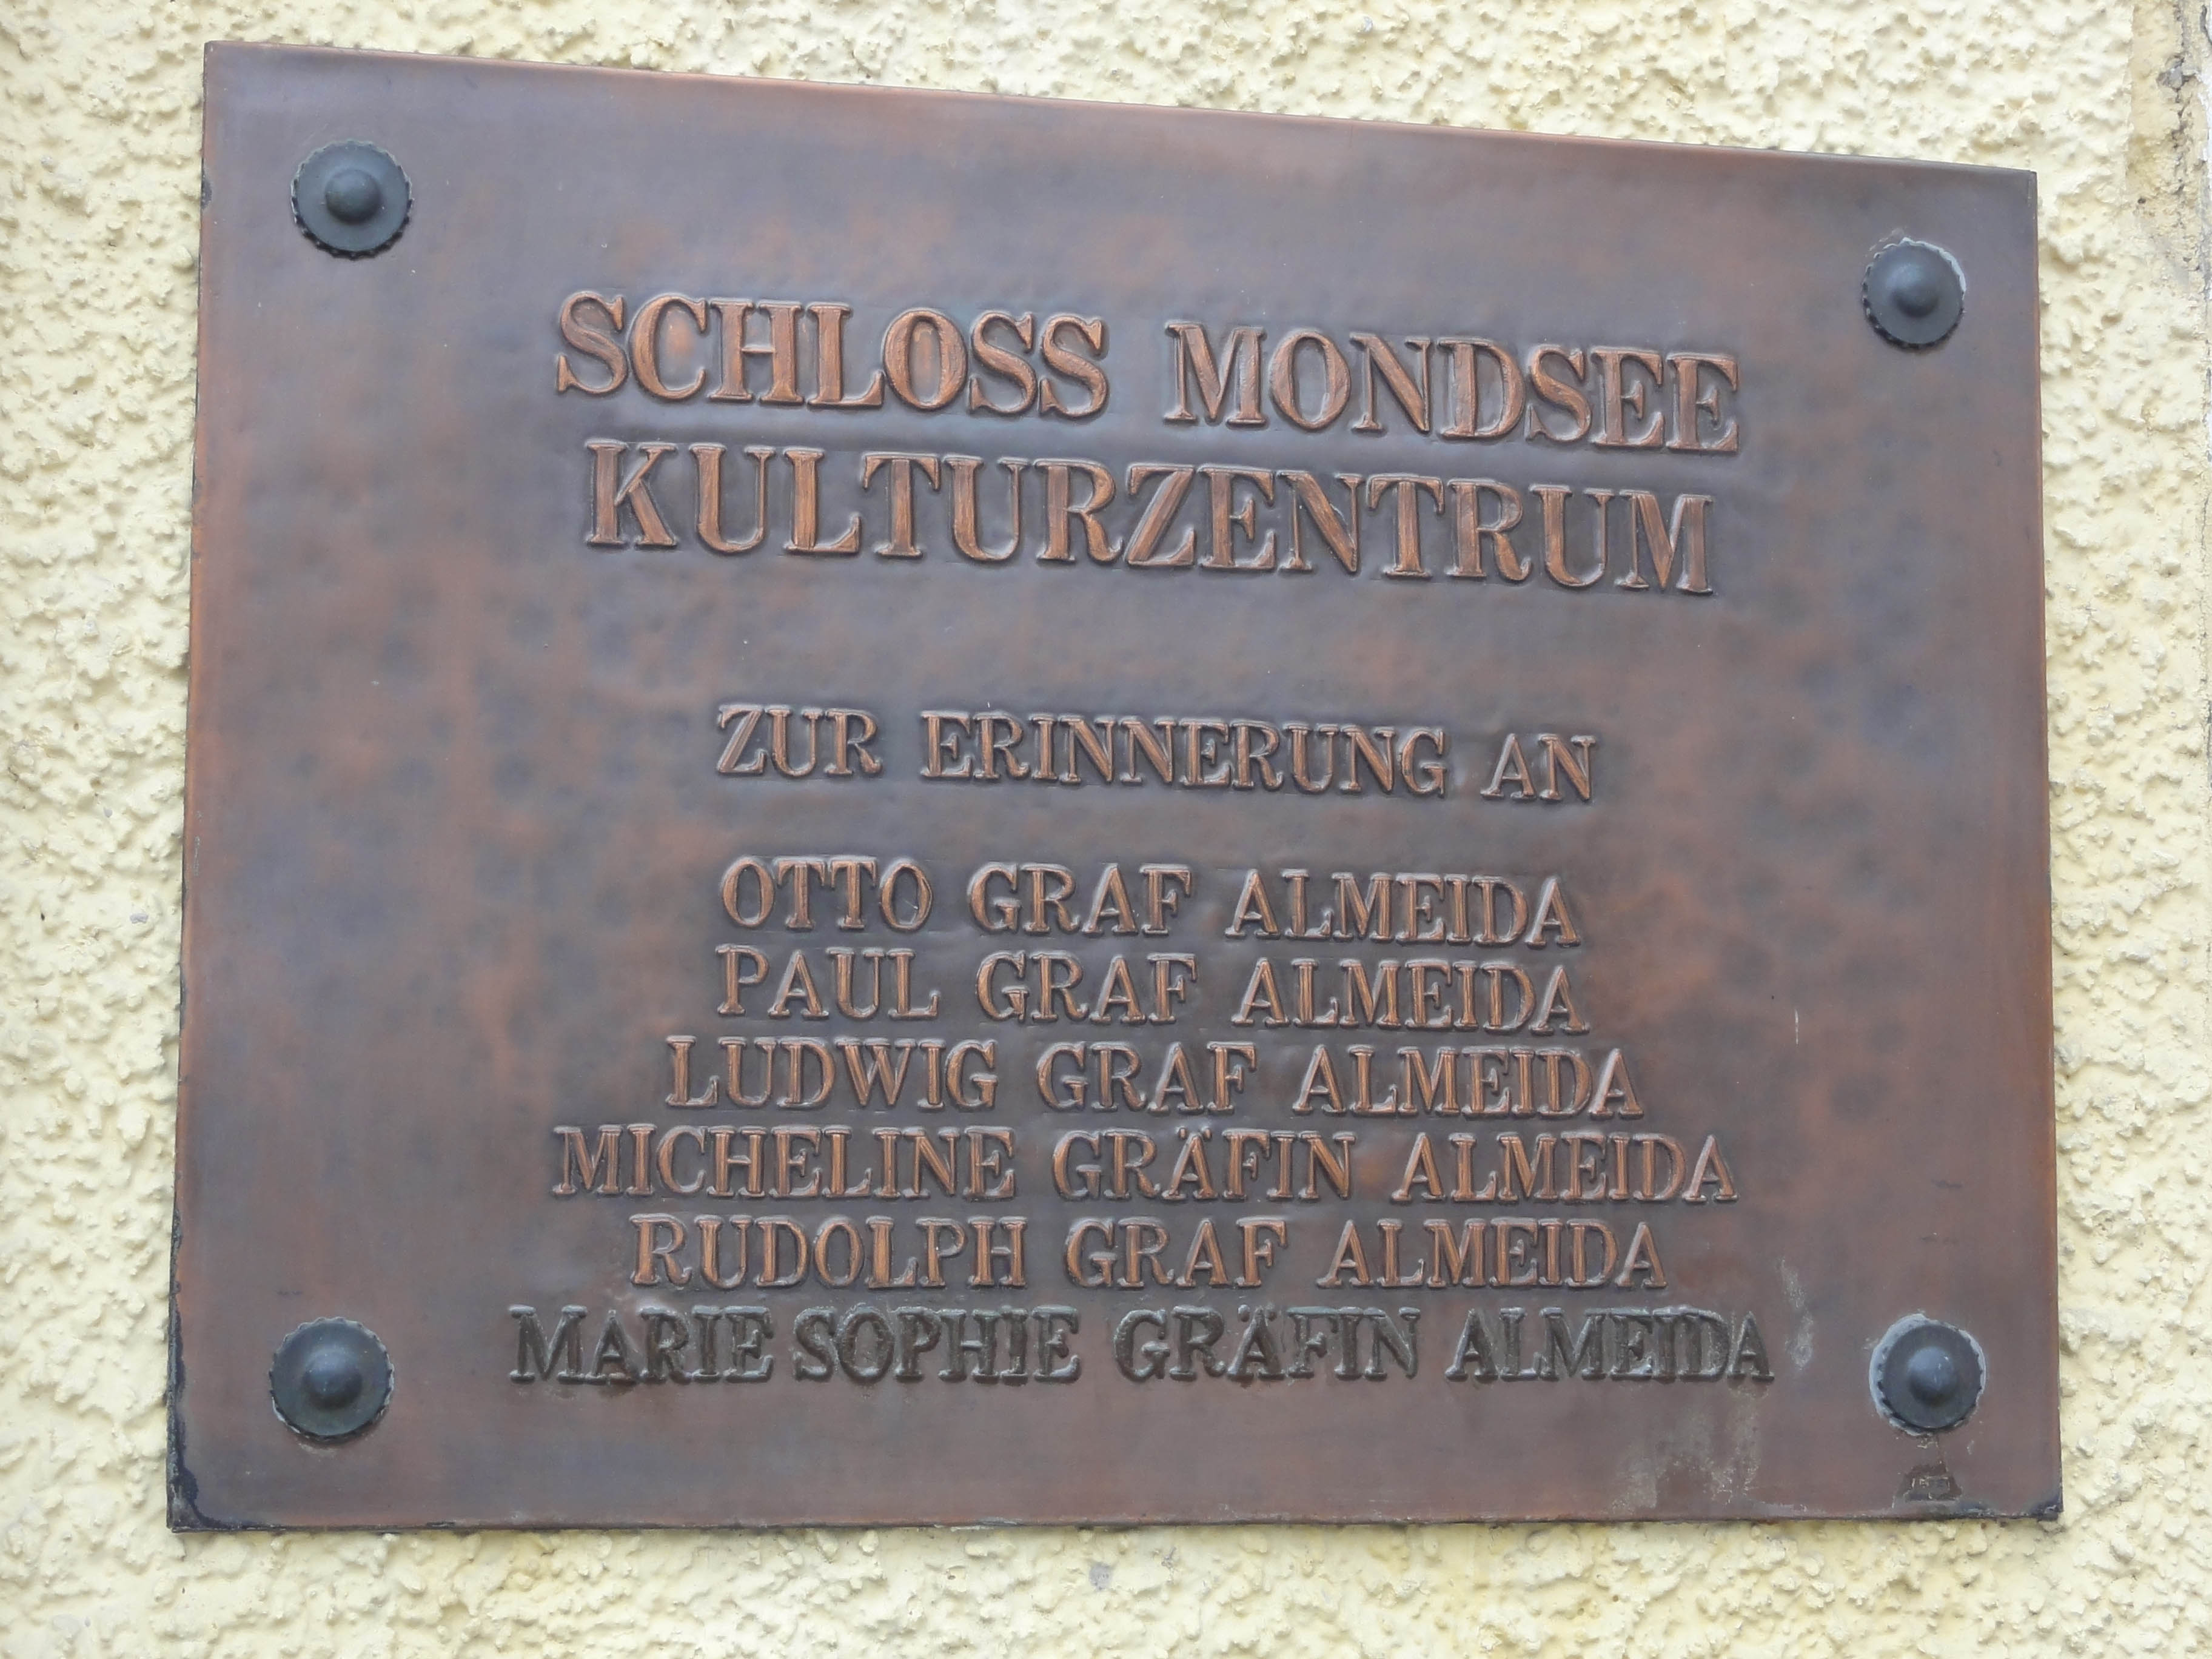 SCHLOSS MONDSEE
KULTURZENTRUM
ZUR ERINNERUNG AN
OTTO GRAF ALMEIDA
PAUL GRAF ALMEIDA
LUDWIG GRAF ALMEIDA
MICHELINE GRÄFIN ALMEIDA
RUDOLPH GRAF ALMEIDA
MARIE SOPHIE GRÄFIN ALMEIDA